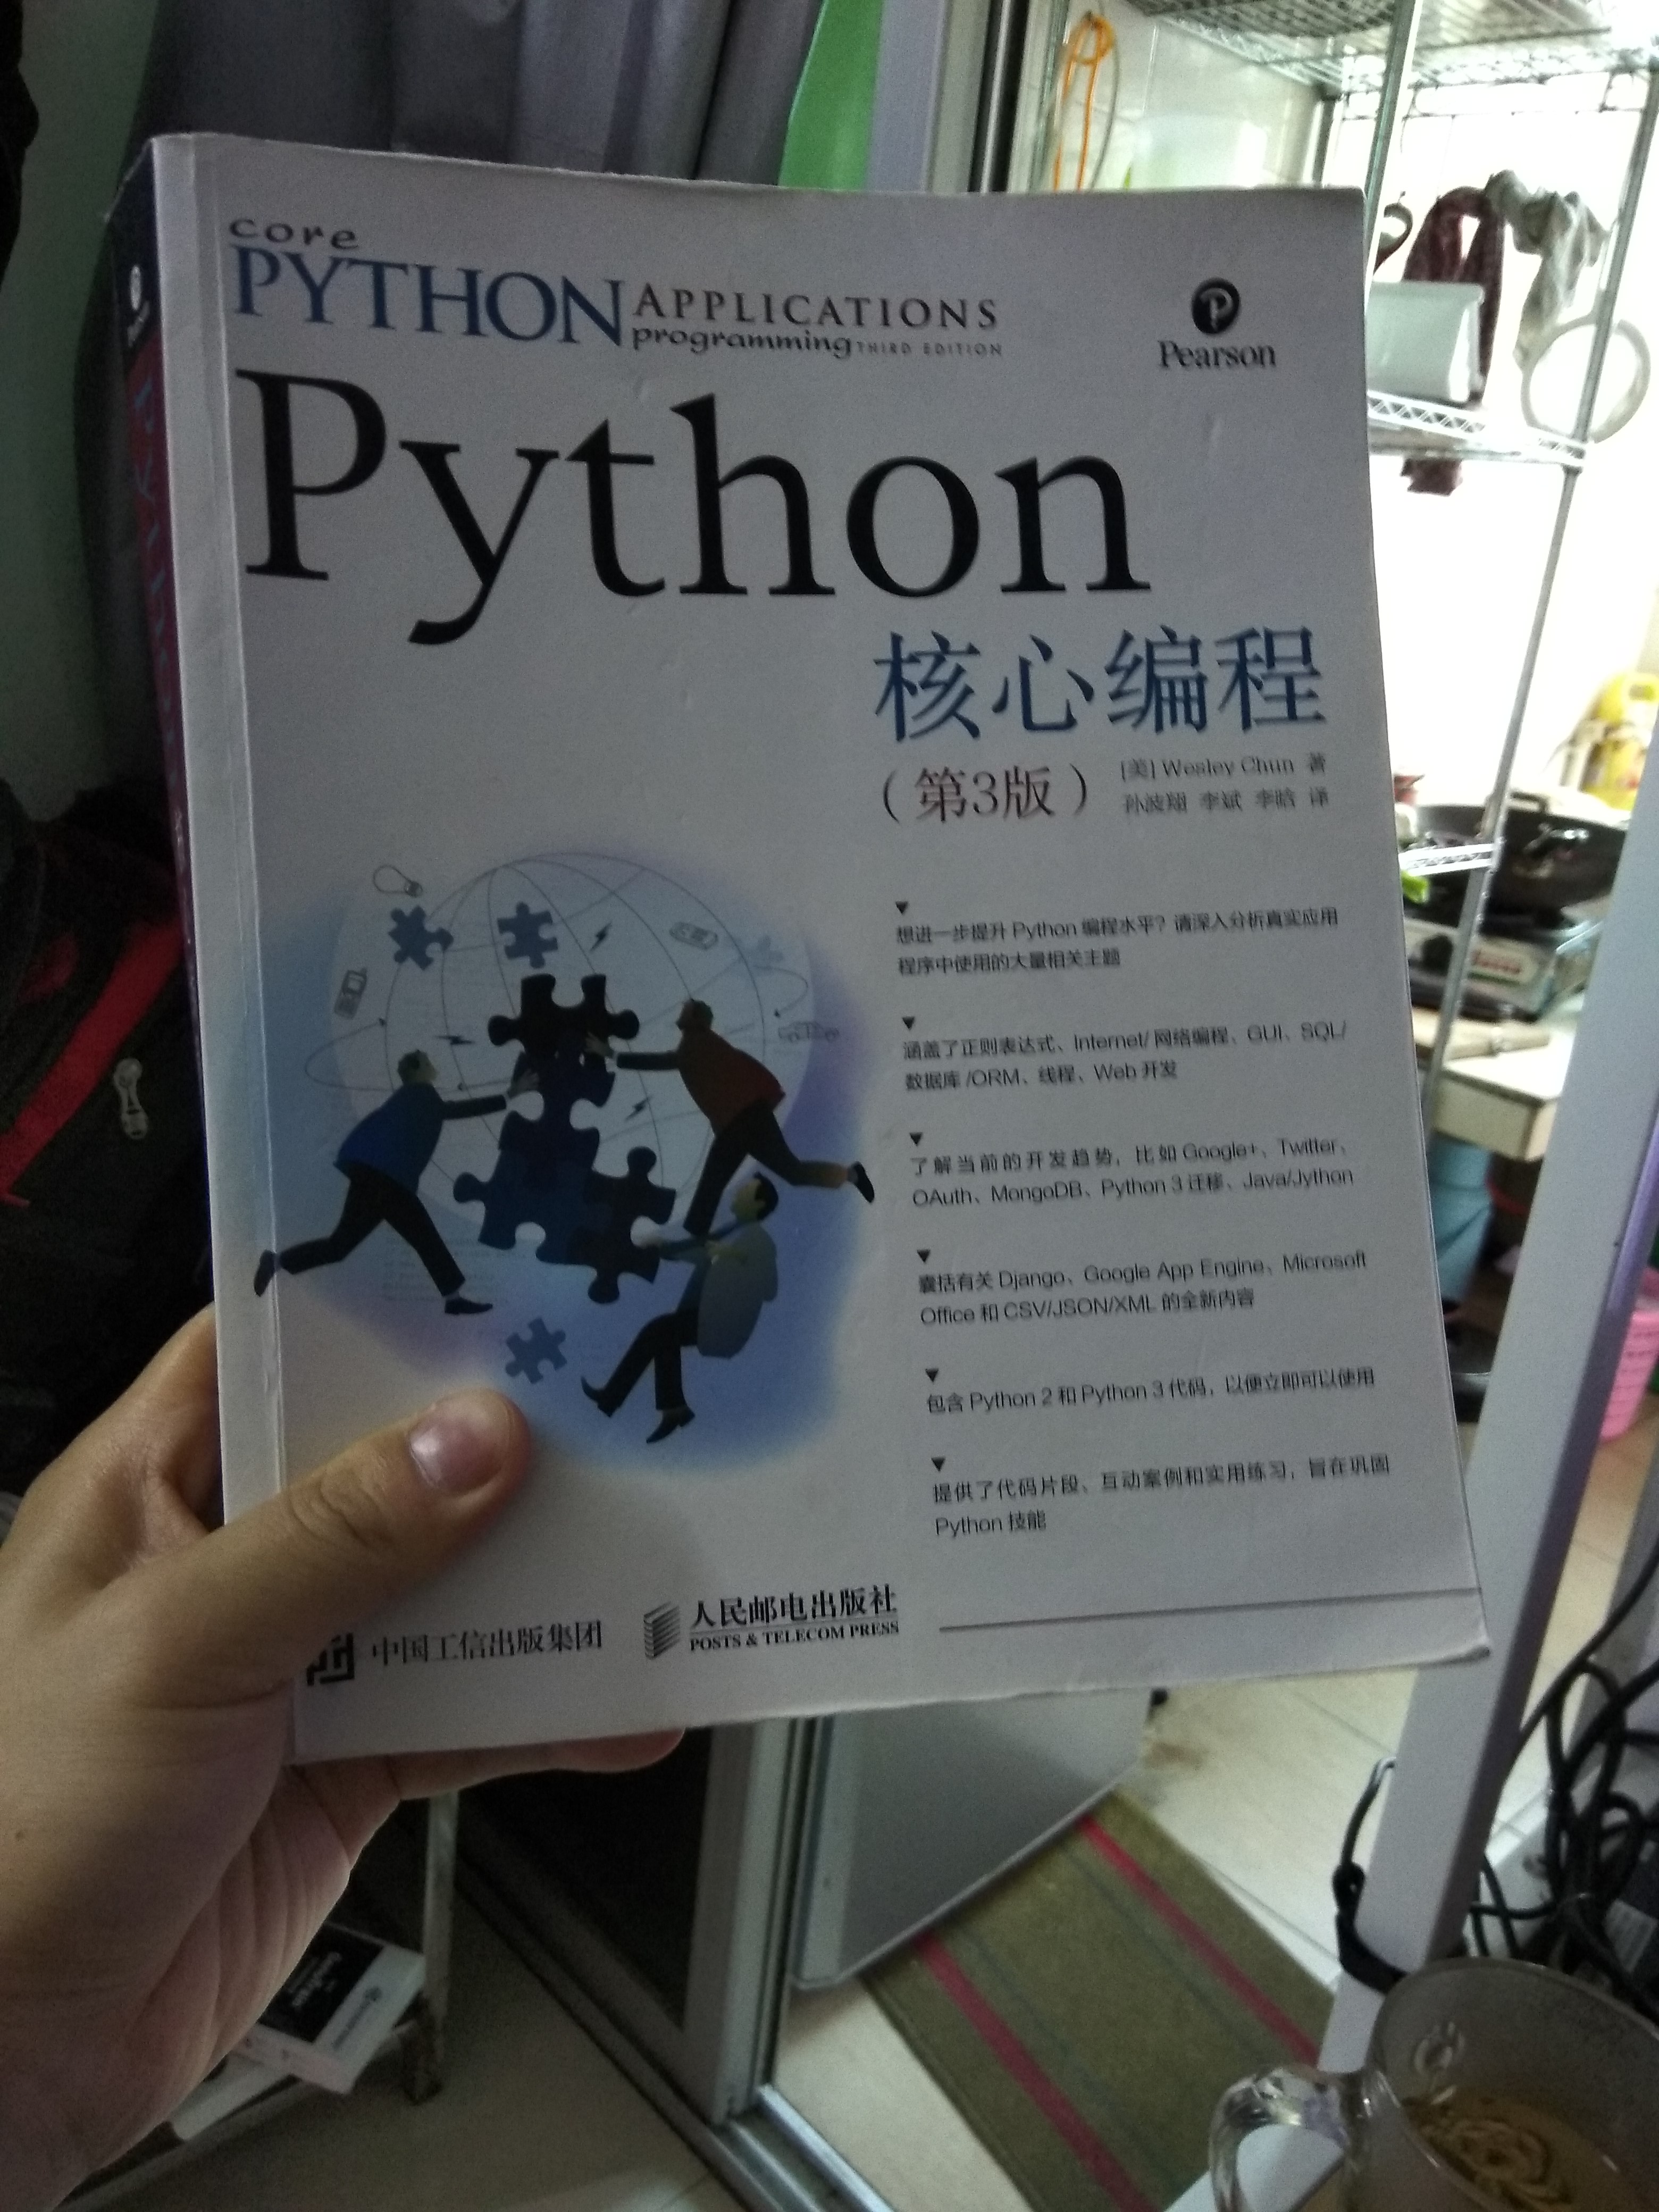 core
PYTHON APPLICATIONS
programming THIRD EDITION
Pearson
Python
核心编程
（第3版）
[美] Wesley Chun 著
孙波翔 李斌 李晗 译
想进一步提升 Python 编程水平？请深入分析真实应用
程序中使用的大量相关主题
涵盖了正则表达式、Internet/ 网络编程、GUI、SQL/
数据库 /ORM、线程、Web 开发
了解当前的开发趋势，比如 Google+、Twitter、
OAuth、MongoDB、Python 3 迁移、Java/Jython
囊括有关 Django、Google App Engine、Microsoft
Office 和 CSV/JSON/XML 的全新内容
包含 Python 2 和 Python 3 代码，以便立即可以使用
提供了代码片段、互动案例和实用练习，旨在巩固
Python 技能
中国工信出版集团
人民邮电出版社
POSTS & TELECOM PRESS
Pearson
Python